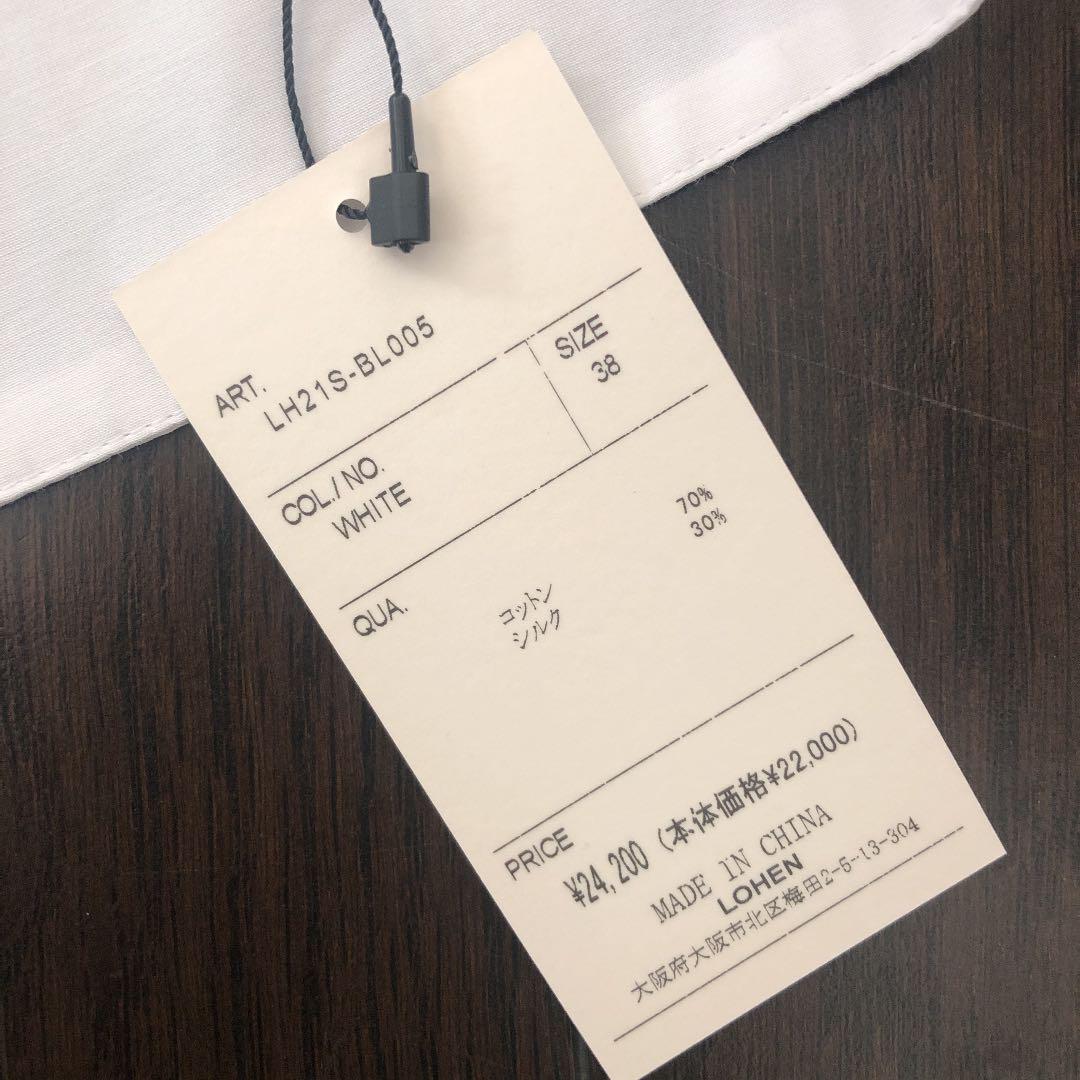 ART.
LH21S-BL005
COL./NO.
WHITE
SIZE
38
QUA.
コットン 70%
シルク 30%
PRICE
¥24,200 (本体価格¥22,000)
MADE IN CHINA
LOHEN
大阪府大阪市北区梅田2-5-13-304